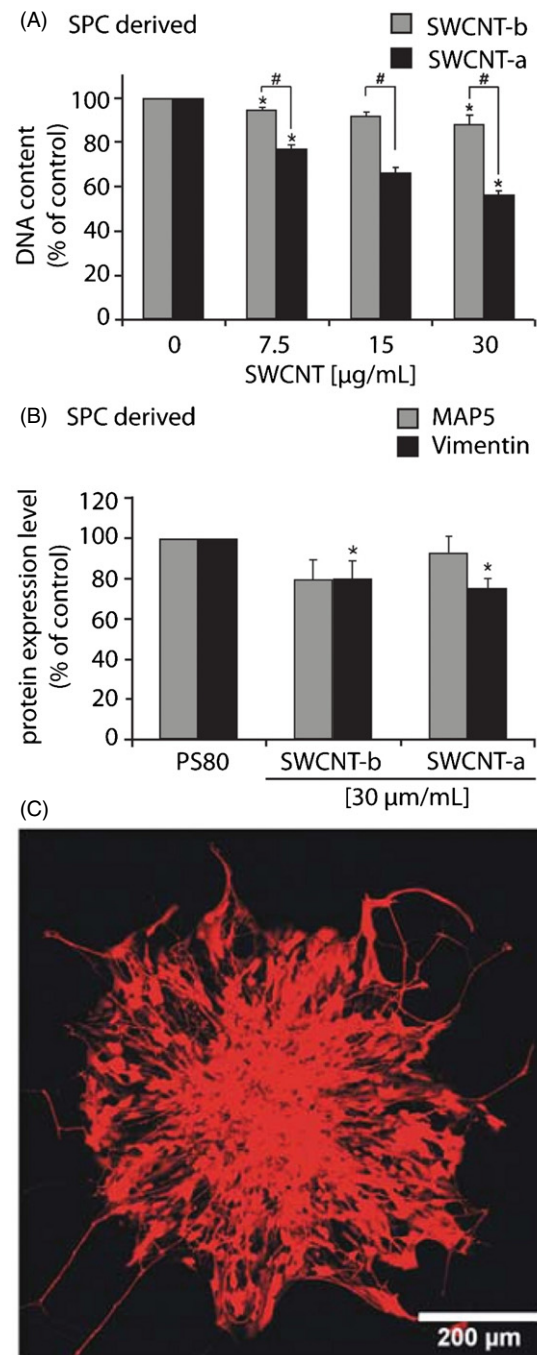 (A) SPC derived
SWCNT-b
SWCNT-a
DNA content
(% of control)
100
80
60
40
20
0
#
#
#
*
*
*
*
0 7.5 15 30
SWCNT [µg/mL]
(B) SPC derived
MAP5
Vimentin
protein expression level
(% of control)
120
100
80
60
40
20
0
*
*
PS80 SWCNT-b SWCNT-a
[30 µm/mL]
(C)
200 µm